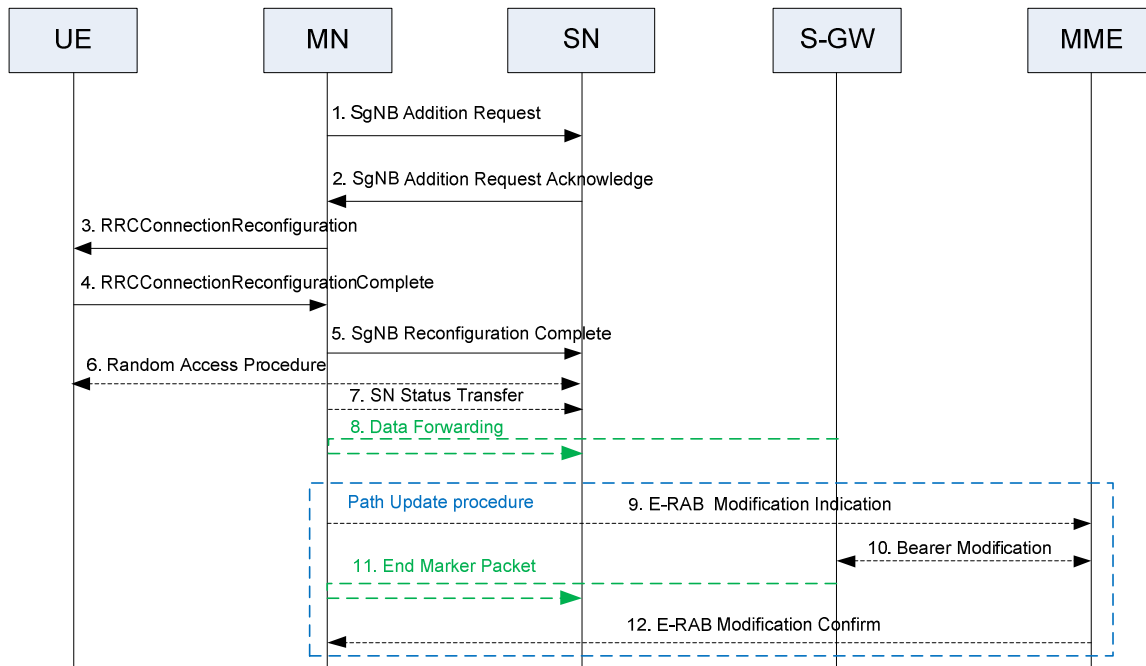 UE MN SN S-GW MME
1. SgNB Addition Request
2. SgNB Addition Request Acknowledge
3. RRCConnectionReconfiguration
4. RRCConnectionReconfigurationComplete
5. SgNB Reconfiguration Complete
6. Random Access Procedure
7. SN Status Transfer
8. Data Forwarding
Path Update procedure
9. E-RAB Modification Indication
10. Bearer Modification
11. End Marker Packet
12. E-RAB Modification Confirm